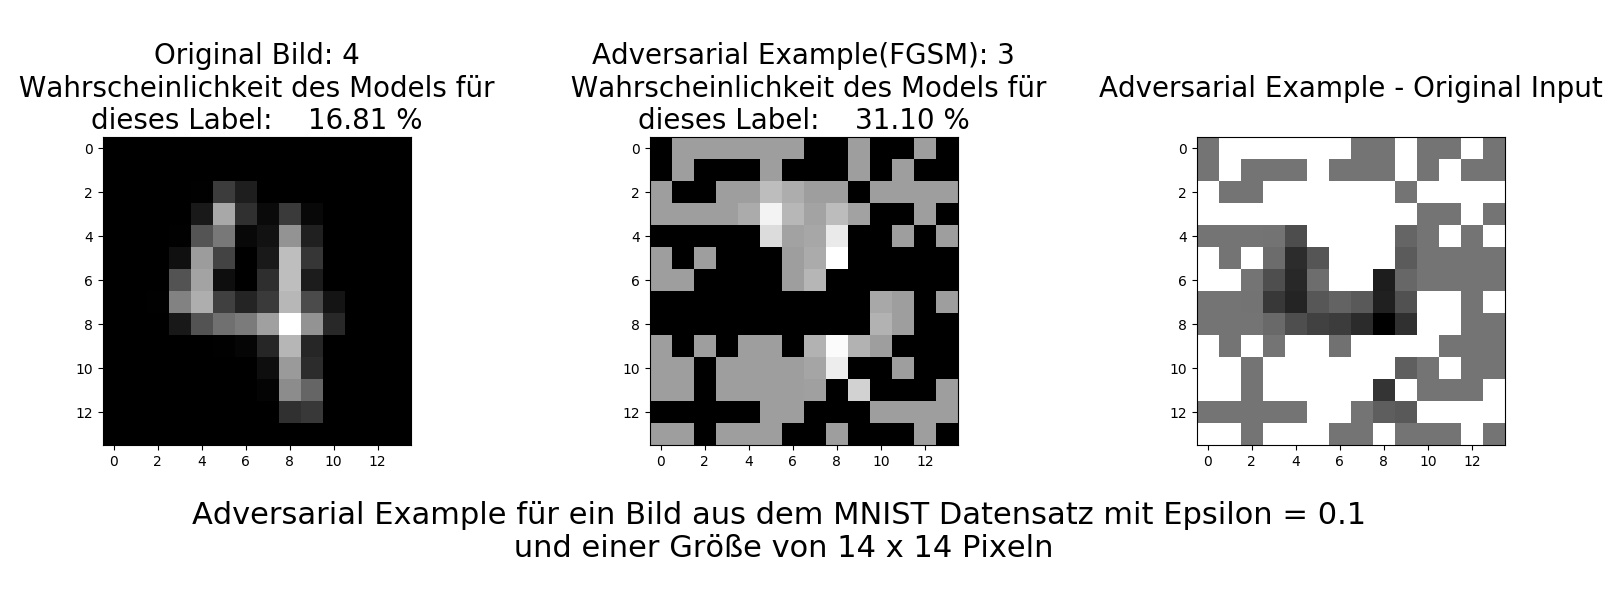 Original Bild: 4
Wahrscheinlichkeit des Models für
dieses Label: 16.81 %
Adversarial Example(FGSM): 3
Wahrscheinlichkeit des Models für
dieses Label: 31.10 %
Adversarial Example - Original Input
0
2
4
6
8
10
12
0 2 4 6 8 10 12
0
2
4
6
8
10
12
0 2 4 6 8 10 12
0
2
4
6
8
10
12
0 2 4 6 8 10 12
Adversarial Example für ein Bild aus dem MNIST Datensatz mit Epsilon = 0.1
und einer Größe von 14 x 14 Pixeln